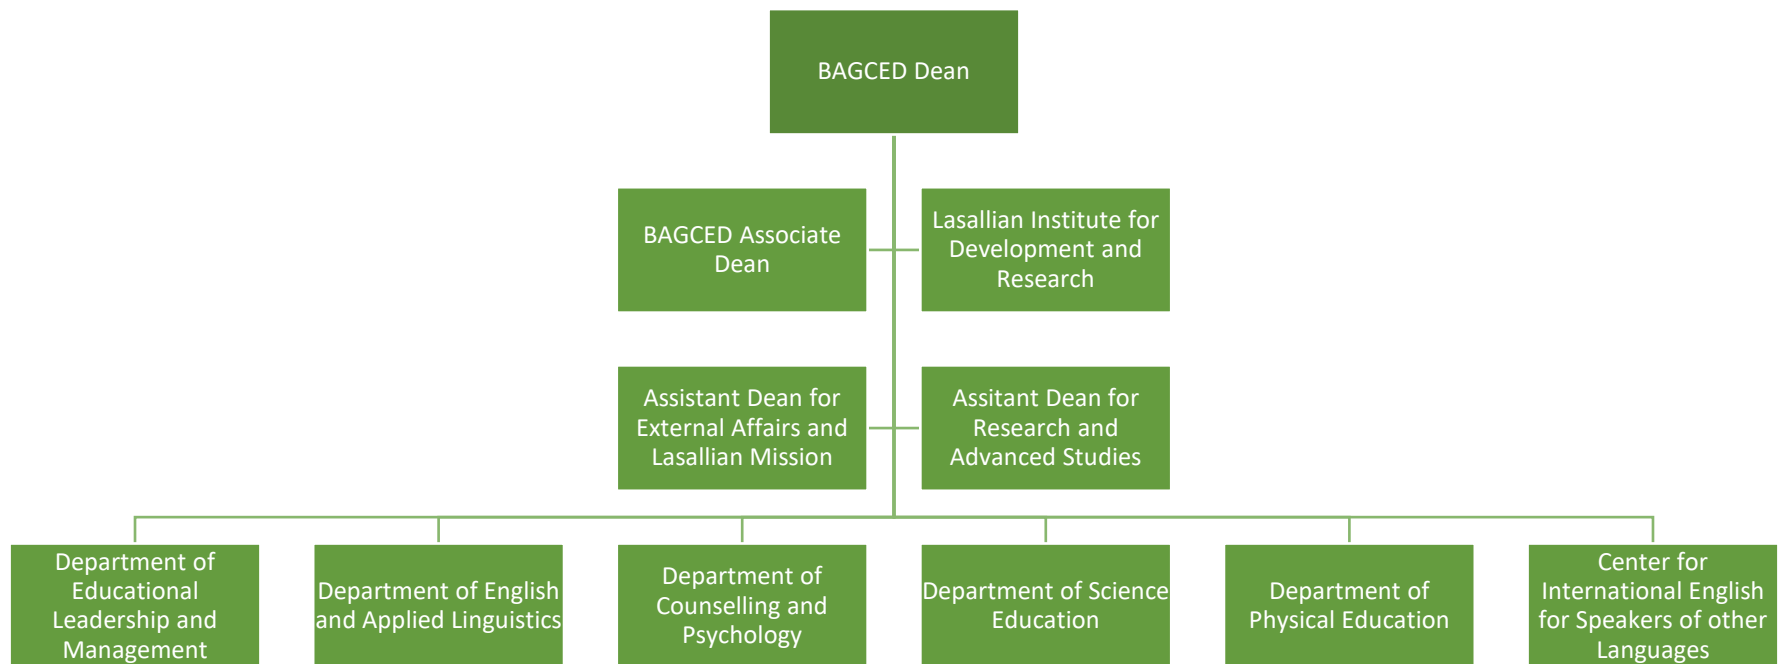 BAGCED Dean
BAGCED Associate
Dean
Lasallian Institute for
Development and
Research
Assistant Dean for
External Affairs and
Lasallian Mission
Assitant Dean for
Research and
Advanced Studies
Department of
Educational
Leadership and
Management
Department of English
and Applied Linguistics
Department of
Counselling and
Psychology
Department of Science
Education
Department of
Physical Education
Center for
International English
for Speakers of other
Languages